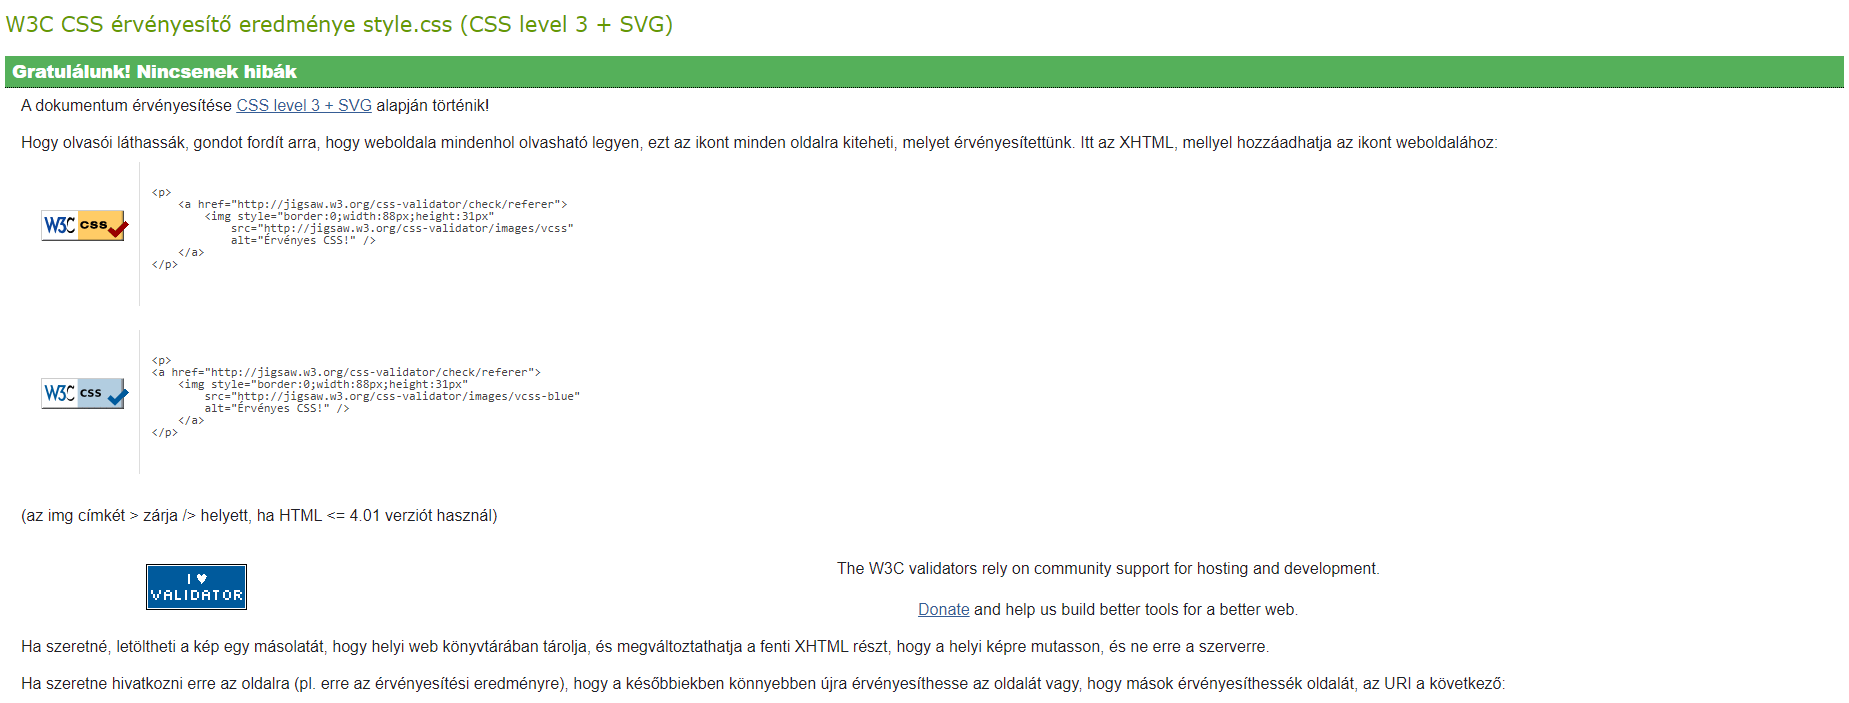 W3C CSS érvényesítő eredménye style.css (CSS level 3 + SVG)
Gratulálunk! Nincsenek hibák
A dokumentum érvényesítése CSS level 3 + SVG alapján történik!
Hogy olvasói láthassák, gondot fordít arra, hogy weboldala mindenhol olvasható legyen, ezt az ikont minden oldalra kiteheti, melyet érvényesítettünk. Itt az XHTML, mellyel hozzáadhatja az ikont weboldalához:
W3C css
<p>
    <a href="http://jigsaw.w3.org/css-validator/check/referer">
        <img style="border:0;width:88px;height:31px"
            src="http://jigsaw.w3.org/css-validator/images/vcss"
            alt="Érvényes CSS!" />
    </a>
</p>
W3C css
<p>
<a href="http://jigsaw.w3.org/css-validator/check/referer">
    <img style="border:0;width:88px;height:31px"
        src="http://jigsaw.w3.org/css-validator/images/vcss-blue"
        alt="Érvényes CSS!" />
    </a>
</p>
(az img címkét > zárja /> helyett, ha HTML <= 4.01 verziót használ)
I ♥
VALIDATOR
The W3C validators rely on community support for hosting and development.
Donate and help us build better tools for a better web.
Ha szeretné, letöltheti a kép egy másolatát, hogy helyi web könyvtárában tárolja, és megváltoztathatja a fenti XHTML részt, hogy a helyi képre mutasson, és ne erre a szerverre.
Ha szeretne hivatkozni erre az oldalra (pl. erre az érvényesítési eredményre), hogy a későbbiekben könnyebben újra érvényesíthesse az oldalát vagy, hogy mások érvényesíthessék oldalát, az URI a következő: